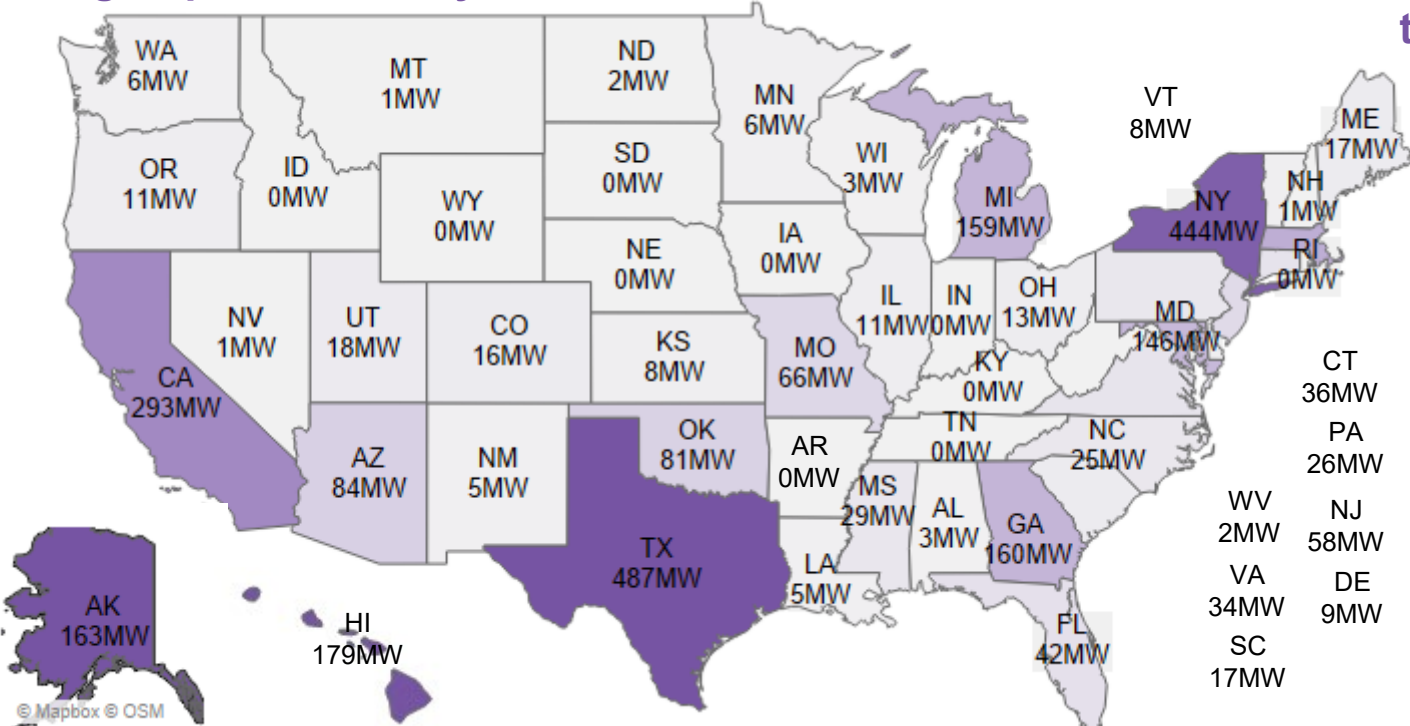 WA
6MW
MT
1MW
ND
2MW
MN
6MW
VT
8MW
ME
17MW
OR
11MW
ID
0MW
WY
0MW
SD
0MW
WI
3MW
MI
159MW
NY
444MW
NH
1MW
RI
0MW
NE
0MW
IA
0MW
NV
1MW
UT
18MW
CO
16MW
KS
8MW
MO
66MW
IL
11MW
IN
0MW
OH
13MW
MD
146MW
KY
0MW
CA
293MW
AZ
84MW
NM
5MW
OK
81MW
AR
0MW
TN
0MW
NC
25MW
CT
36MW
PA
26MW
MS
29MW
AL
3MW
GA
160MW
WV
2MW
NJ
58MW
TX
487MW
LA
5MW
VA
34MW
DE
9MW
AK
163MW
HI
179MW
FL
42MW
SC
17MW
© Mapbox © OSM